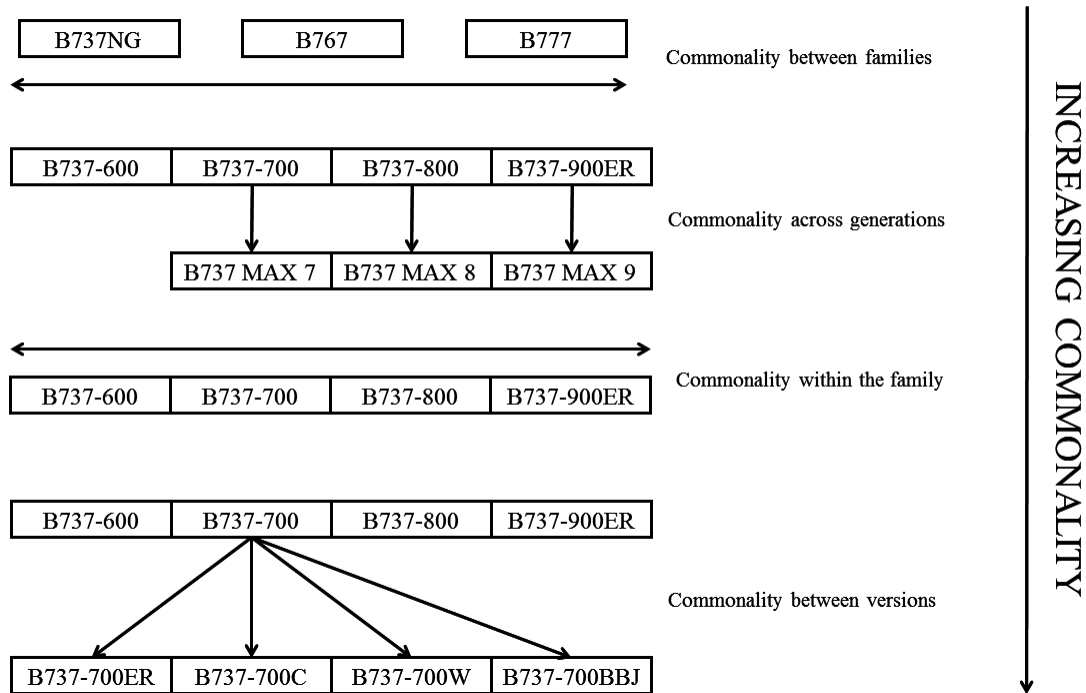 B737NG
B767
B777
Commonality between families
B737-600
B737-700
B737-800
B737-900ER
Commonality across generations
B737 MAX 7
B737 MAX 8
B737 MAX 9
Commonality within the family
B737-600
B737-700
B737-800
B737-900ER
B737-600
B737-700
B737-800
B737-900ER
Commonality between versions
B737-700ER
B737-700C
B737-700W
B737-700BBJ
INCREASING COMMONALITY